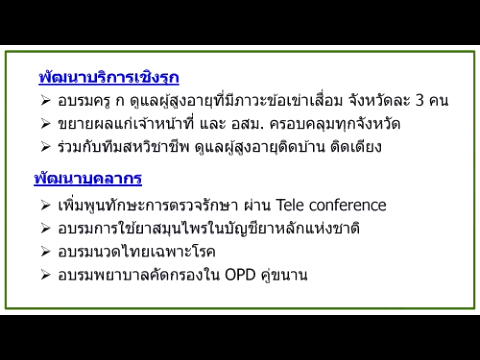 พัฒนาบริการเชิงรุก
➢ อบรมครู ก ดูแลผู้สูงอายุที่มีภาวะข้อเข่าเสื่อม จังหวัดละ 3 คน
➢ ขยายผลแก่เจ้าหน้าที่ และ อสม. ครอบคลุมทุกจังหวัด
➢ ร่วมกับทีมสหวิชาชีพ ดูแลผู้สูงอายุติดบ้าน ติดเตียง
พัฒนาบุคลากร
➢ เพิ่มพูนทักษะการตรวจรักษา ผ่าน Tele conference
➢ อบรมการใช้ยาสมุนไพรในบัญชียาหลักแห่งชาติ
➢ อบรมนวดไทยเฉพาะโรค
➢ อบรมพยาบาลคัดกรองใน OPD คู่ขนาน